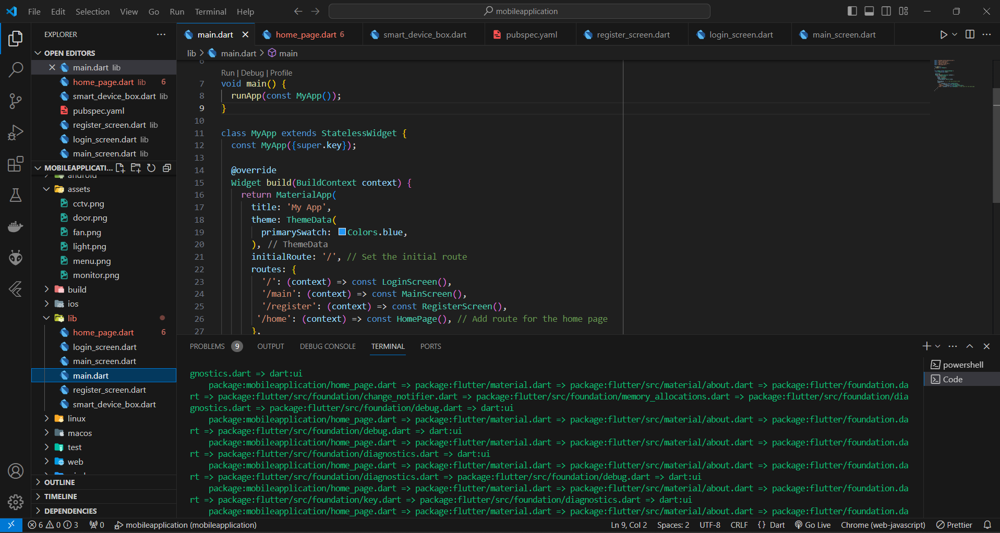 File Edit Selection View Go Run Terminal Help
mobileapplication
EXPLORER
OPEN EDITORS
main.dart lib
home_page.dart lib 6
smart_device_box.dart lib
pubspec.yaml
register_screen.dart lib
login_screen.dart lib
main_screen.dart lib
MOBILEAPPLICATI...
android
assets
cctv.png
door.png
fan.png
light.png
menu.png
monitor.png
build
ios
lib
home_page.dart 6
login_screen.dart
main_screen.dart
main.dart
register_screen.dart
smart_device_box.dart
linux
macos
test
web
OUTLINE
TIMELINE
DEPENDENCIES
main.dart
home_page.dart 6
smart_device_box.dart
pubspec.yaml
register_screen.dart
login_screen.dart
main_screen.dart
lib > main.dart > main
6
Run | Debug | Profile
7 void main() {
8 runApp(const MyApp());
9 }
10
11 class MyApp extends StatelessWidget {
12 const MyApp({super.key});
13
14 @override
15 Widget build(BuildContext context) {
16 return MaterialApp(
17 title: 'My App',
18 theme: ThemeData(
19 primarySwatch: Colors.blue,
20 ), // ThemeData
21 initialRoute: '/', // Set the initial route
22 routes: {
23 '/': (context) => const LoginScreen(),
24 '/main': (context) => const MainScreen(),
25 '/register': (context) => const RegisterScreen(),
26 '/home': (context) => const HomePage(), // Add route for the home page
27 },
PROBLEMS 9 OUTPUT DEBUG CONSOLE TERMINAL PORTS
powershell
Code
gnostics.dart => dart:ui
package:mobileapplication/home_page.dart => package:flutter/material.dart => package:flutter/src/material/about.dart => package:flutter/foundation.da
rt => package:flutter/src/foundation/change_notifier.dart => package:flutter/src/foundation/memory_allocations.dart => package:flutter/src/foundation/dia
gnostics.dart => package:flutter/src/foundation/debug.dart => dart:ui
package:mobileapplication/home_page.dart => package:flutter/material.dart => package:flutter/src/material/about.dart => package:flutter/foundation.da
rt => package:flutter/src/foundation/debug.dart => dart:ui
package:mobileapplication/home_page.dart => package:flutter/material.dart => package:flutter/src/material/about.dart => package:flutter/foundation.da
rt => package:flutter/src/foundation/diagnostics.dart => dart:ui
package:mobileapplication/home_page.dart => package:flutter/material.dart => package:flutter/src/material/about.dart => package:flutter/foundation.da
rt => package:flutter/src/foundation/diagnostics.dart => package:flutter/src/foundation/debug.dart => dart:ui
package:mobileapplication/home_page.dart => package:flutter/material.dart => package:flutter/src/material/about.dart => package:flutter/foundation.da
rt => package:flutter/src/foundation/key.dart => package:flutter/src/foundation/diagnostics.dart => dart:ui
package:mobileapplication/home_page.dart => package:flutter/material.dart => package:flutter/src/material/about.dart => package:flutter/foundation.da
6 0 3 0 mobileapplication (mobileapplication) Ln 9, Col 2 Spaces: 2 UTF-8 CRLF {} Dart Go Live Chrome (web-javascript) Prettier